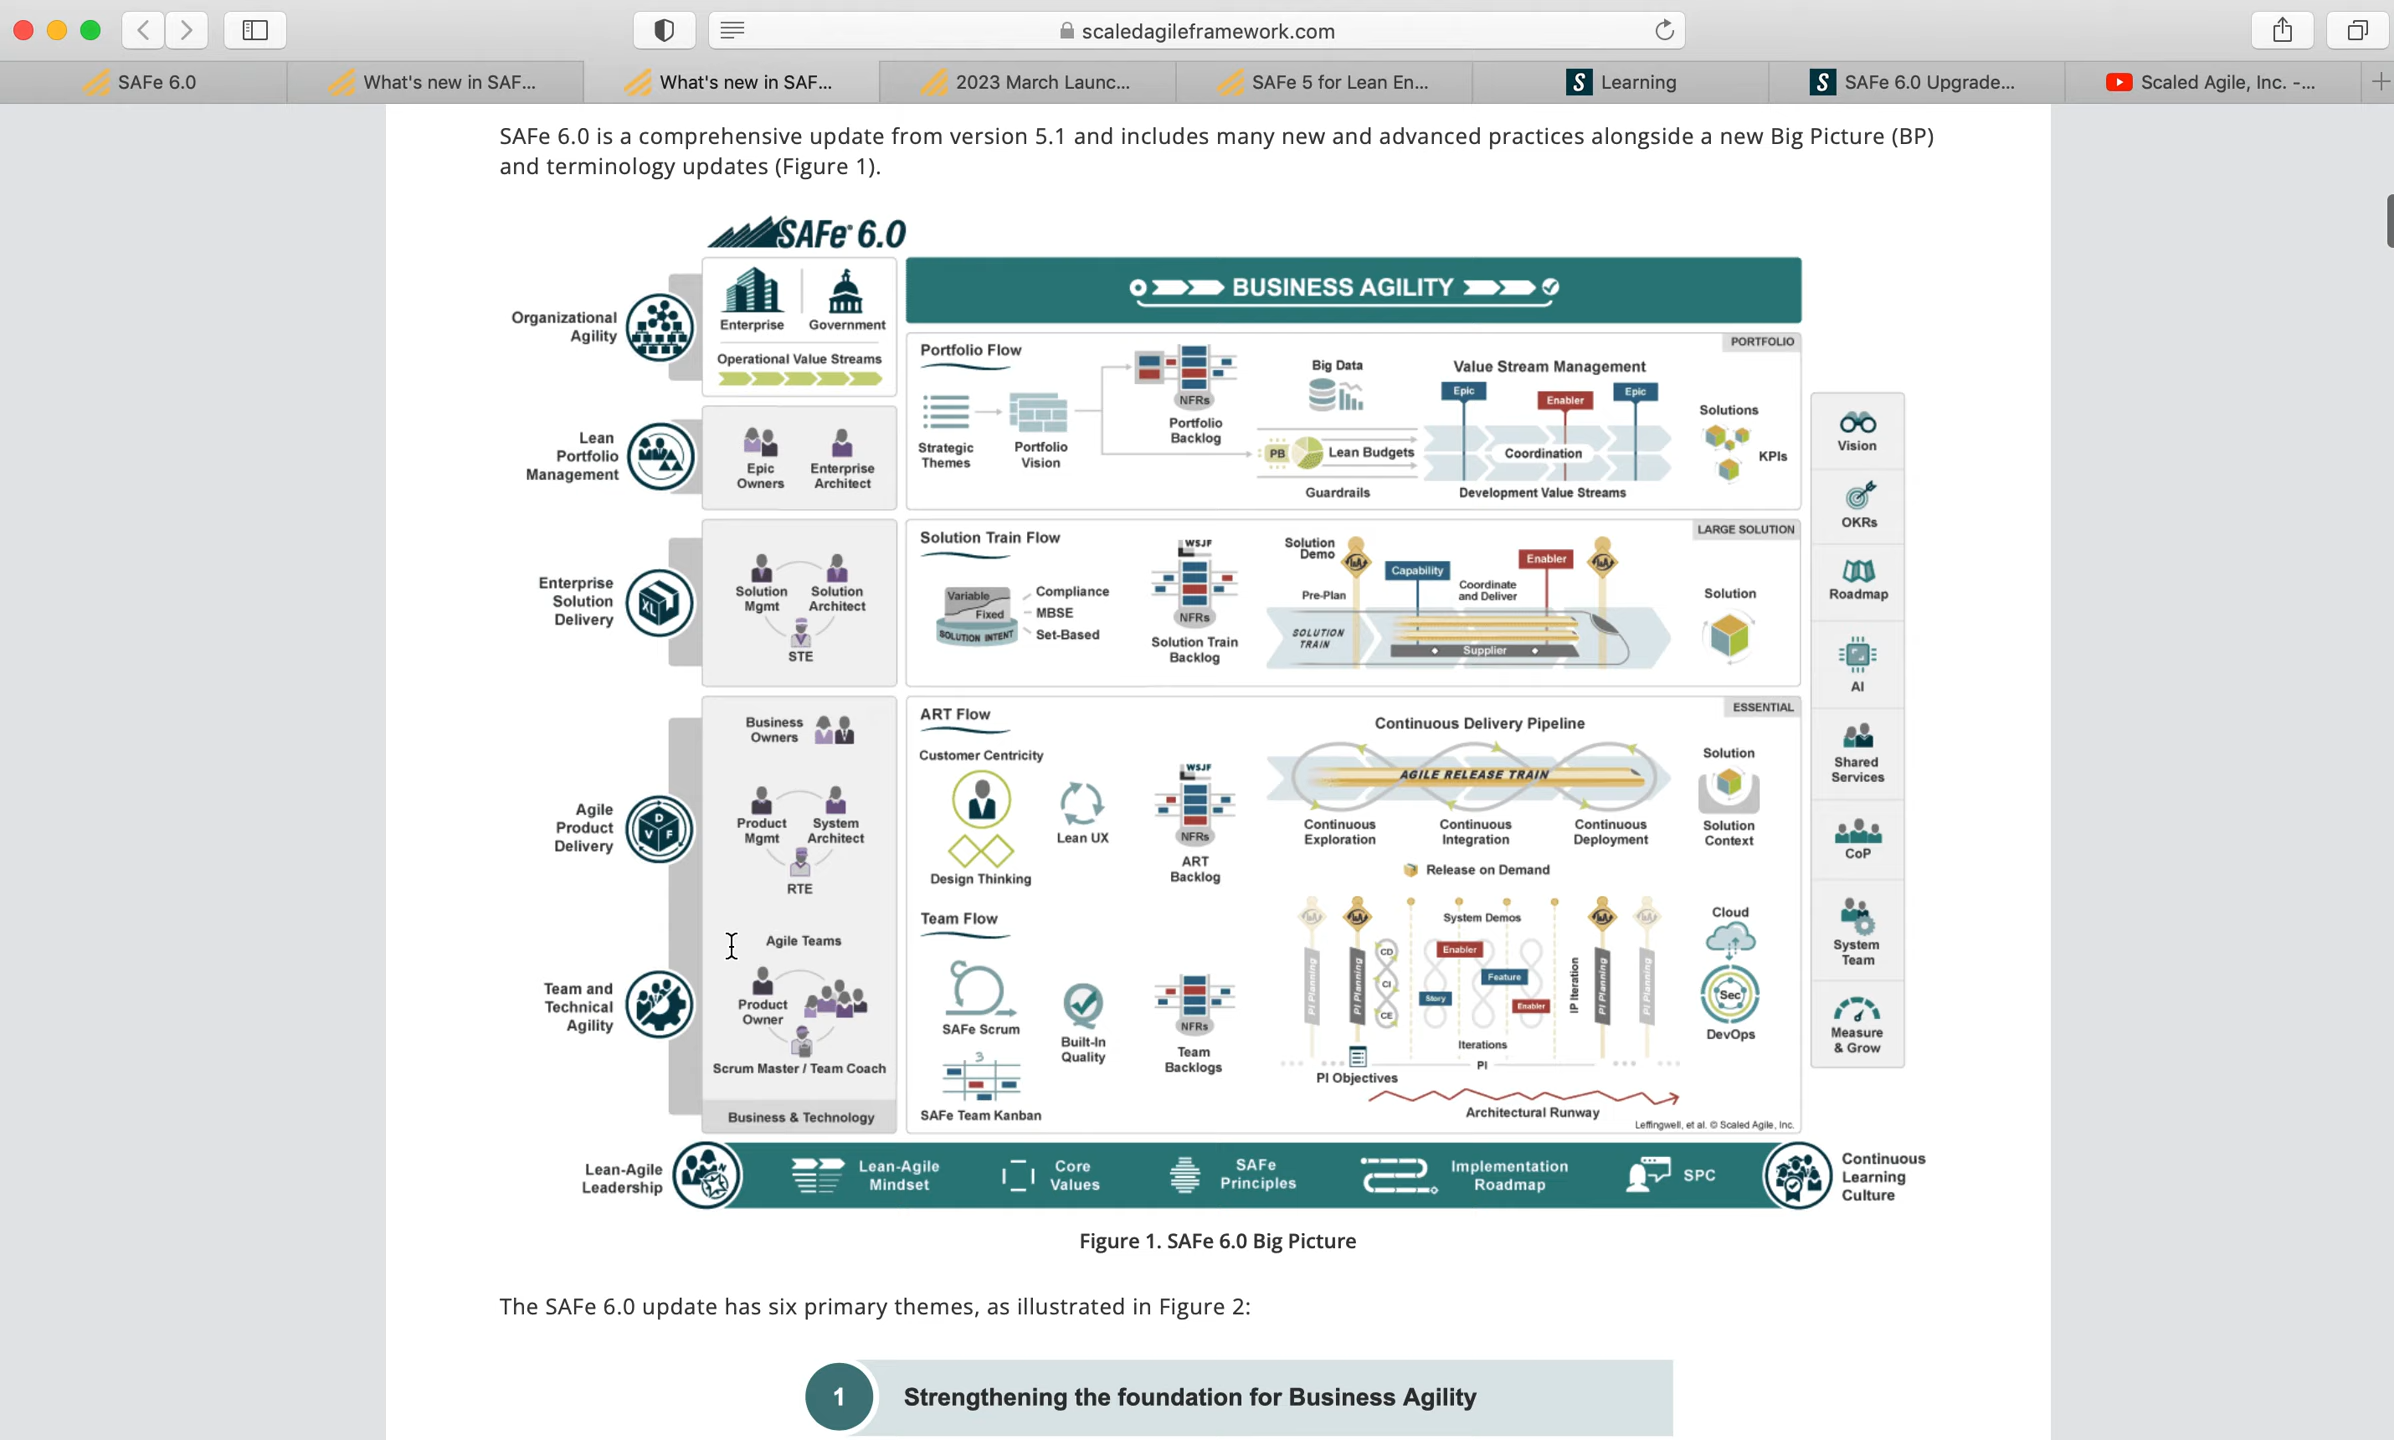 scaledagileframework.com
SAFe 6.0
What's new in SAF...
What's new in SAF...
2023 March Launc...
SAFe 5 for Lean En...
Learning
SAFe 6.0 Upgrade...
Scaled Agile, Inc. -...
SAFe 6.0 is a comprehensive update from version 5.1 and includes many new and advanced practices alongside a new Big Picture (BP)
and terminology updates (Figure 1).
SAFe® 6.0
Organizational
Agility
Enterprise
Government
Operational Value Streams
BUSINESS AGILITY
Lean
Portfolio
Management
Epic
Owners
Enterprise
Architect
Portfolio Flow
PORTFOLIO
Strategic
Themes
Portfolio
Vision
NFRs
Portfolio
Backlog
Big Data
PB
Lean Budgets
Guardrails
Value Stream Management
Epic
Enabler
Epic
Coordination
Development Value Streams
Solutions
KPIs
Enterprise
Solution
Delivery
XL
Solution
Mgmt
Solution
Architect
STE
Solution Train Flow
LARGE SOLUTION
Variable
Fixed
SOLUTION INTENT
Compliance
MBSE
Set-Based
WSJF
NFRs
Solution Train
Backlog
Solution
Demo
I&A
Pre-Plan
Capability
Coordinate
and Deliver
Enabler
I&A
SOLUTION
TRAIN
Supplier
Solution
Agile
Product
Delivery
D
V F
Business
Owners
Product
Mgmt
System
Architect
RTE
ART Flow
ESSENTIAL
Customer Centricity
Lean UX
Design Thinking
WSJF
NFRs
ART
Backlog
Continuous Delivery Pipeline
AGILE RELEASE TRAIN
Continuous
Exploration
Continuous
Integration
Continuous
Deployment
Release on Demand
Solution
Solution
Context
Team and
Technical
Agility
Agile Teams
Product
Owner
Scrum Master / Team Coach
Business & Technology
Team Flow
SAFe Scrum
3
SAFe Team Kanban
Built-In
Quality
NFRs
Team
Backlogs
I&A
I&A
System Demos
I&A
I&A
PI Planning
PI Planning
CD
CI
CE
Enabler
Feature
Story
Enabler
IP Iteration
PI Planning
PI Planning
Iterations
PI
PI Objectives
Architectural Runway
Cloud
Sec
DevOps
Leffingwell, et al. © Scaled Agile, Inc.
Vision
OKRs
Roadmap
AI
Shared
Services
CoP
System
Team
Measure
& Grow
Lean-Agile
Leadership
Lean-Agile
Mindset
Core
Values
SAFe
Principles
Implementation
Roadmap
SPC
Continuous
Learning
Culture
Figure 1. SAFe 6.0 Big Picture
The SAFe 6.0 update has six primary themes, as illustrated in Figure 2:
1
Strengthening the foundation for Business Agility